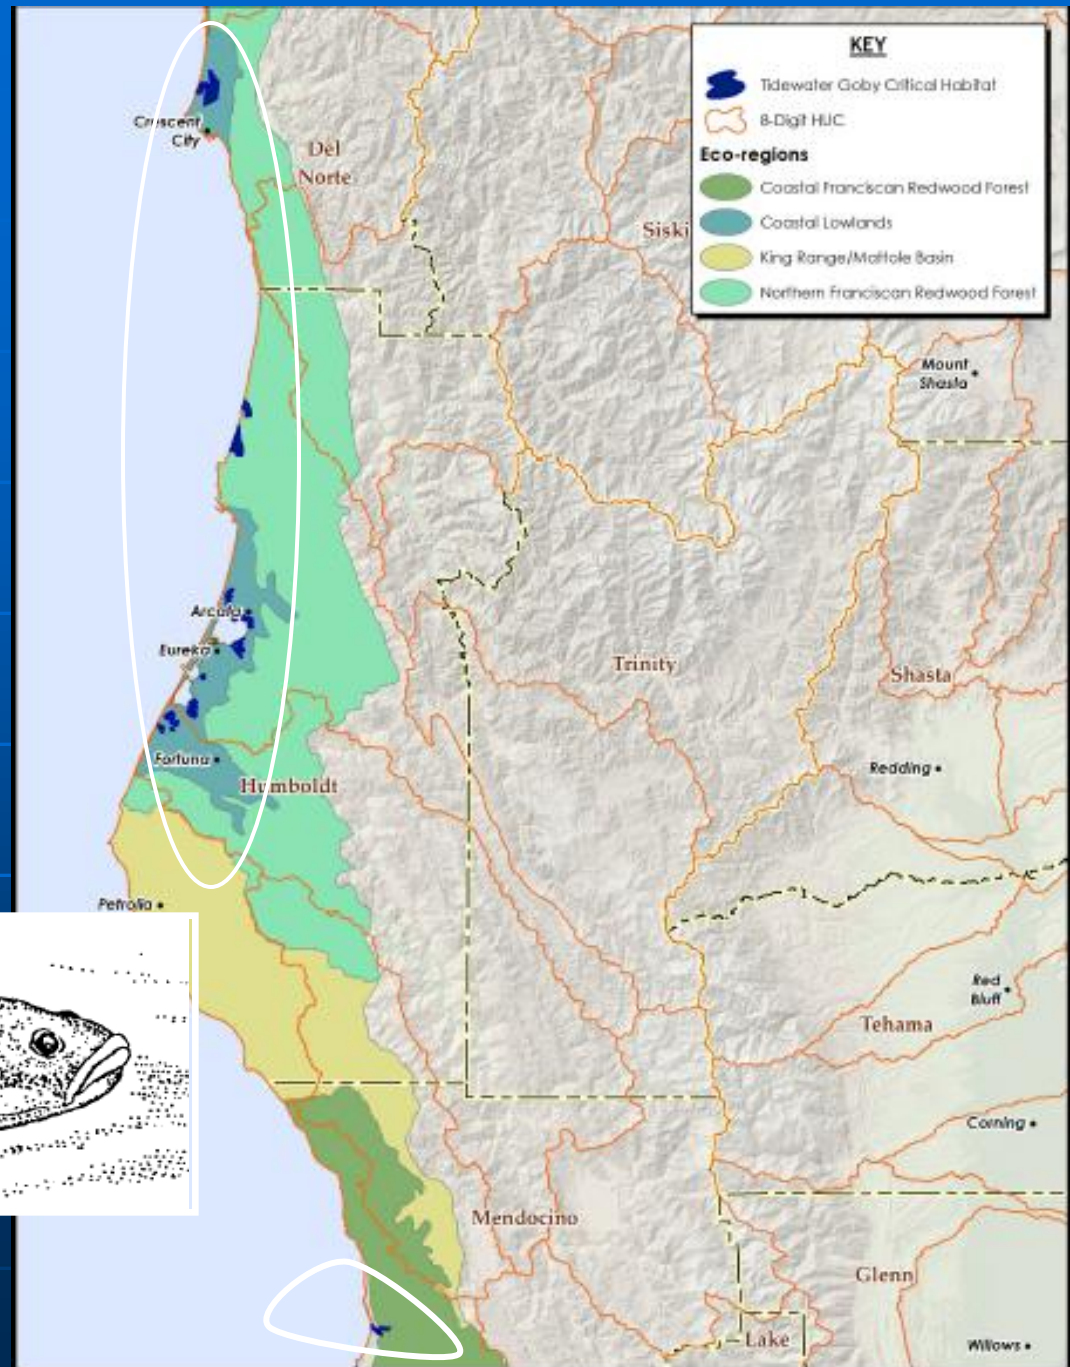 KEY
Tidewater Goby Critical Habitat
8-Digit HUC
Eco-regions
Coastal Franciscan Redwood Forest
Coastal Lowlands
King Range/Mattole Basin
Northern Franciscan Redwood Forest
Crescent
City
Del
Norte
Siski
Mount
Shasta
Arcata
Eureka
Trinity
Shasta
Fortuna
Redding
Humboldt
Petrolia
Red
Bluff
Tehama
Corning
Mendocino
Glenn
Lake
Willows